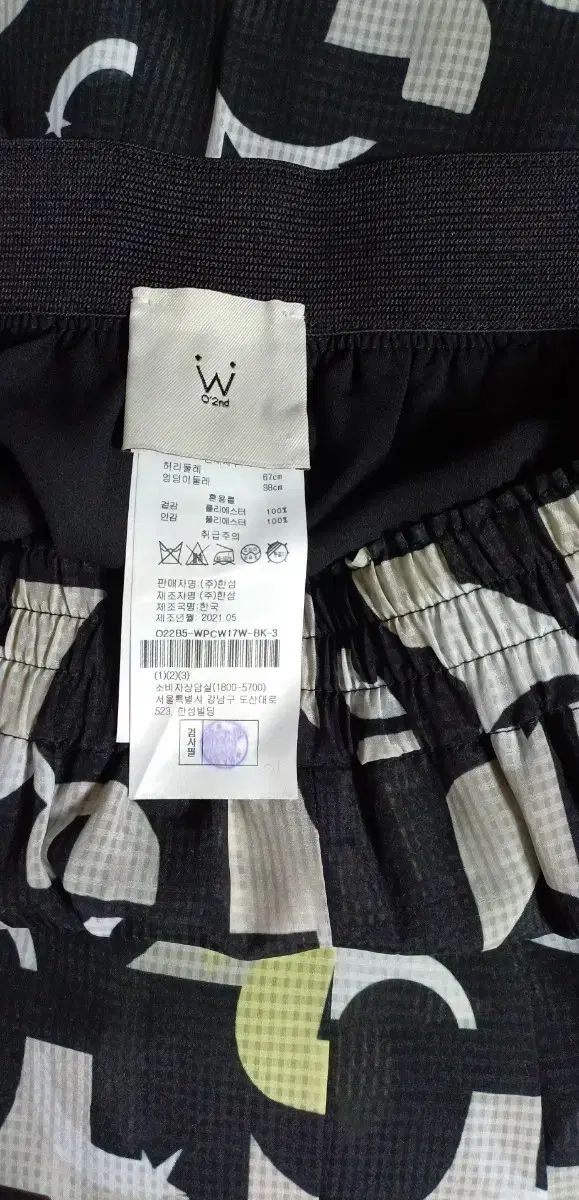 W
O'2nd
허리둘레 67cm
엉덩이둘레 98cm
혼용률
겉감 폴리에스터 100%
안감 폴리에스터 100%
취급주의
판매자명:(주)한섬
제조자명:(주)한섬
제조국명:한국
제조년월: 2021.05
O22B5-WPCW17W-BK-3
(1)(2)(3)
소비자상담실(1800-5700)
서울특별시 강남구 도산대로
523, 한섬빌딩
검사필